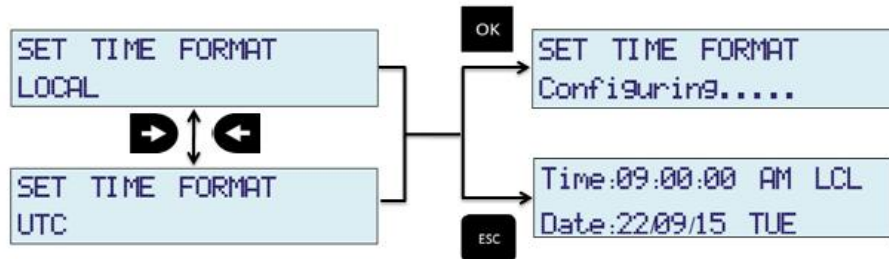 SET TIME FORMAT
LOCAL
SET TIME FORMAT
UTC
OK
SET TIME FORMAT
Configuring.....
Time:09:00:00 AM LCL
Date:22/09/15 TUE
ESC